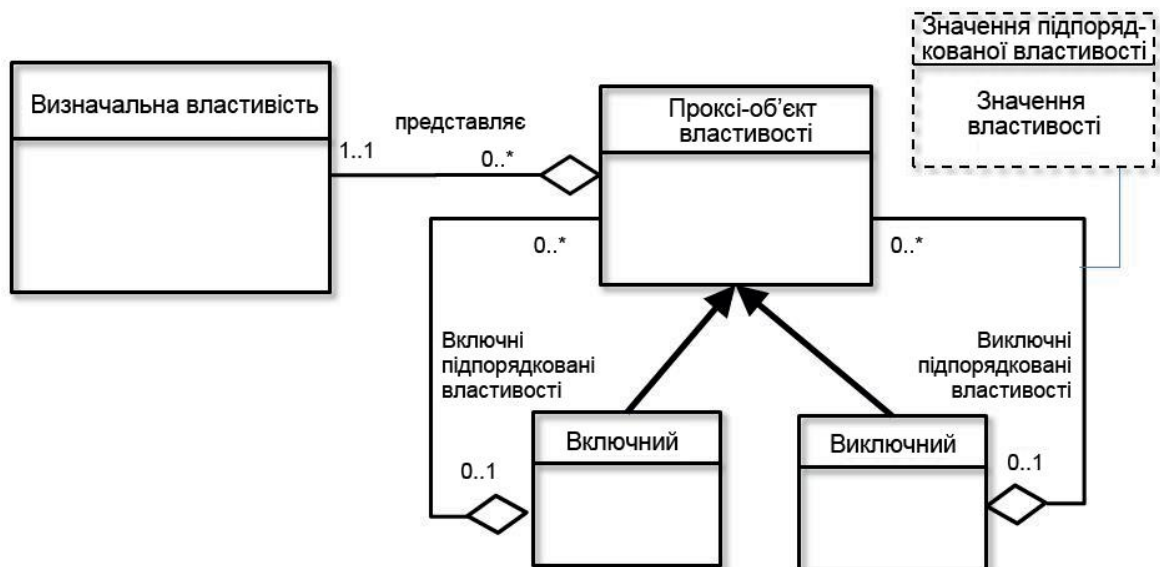 Значення підпоряд-
кованої властивості
Значення
властивості
Визначальна властивість
Проксі-об’єкт
властивості
представляє
1..1
0..*
0..*
0..*
Включні
підпорядковані
властивості
Виключні
підпорядковані
властивості
Включний
Виключний
0..1
0..1